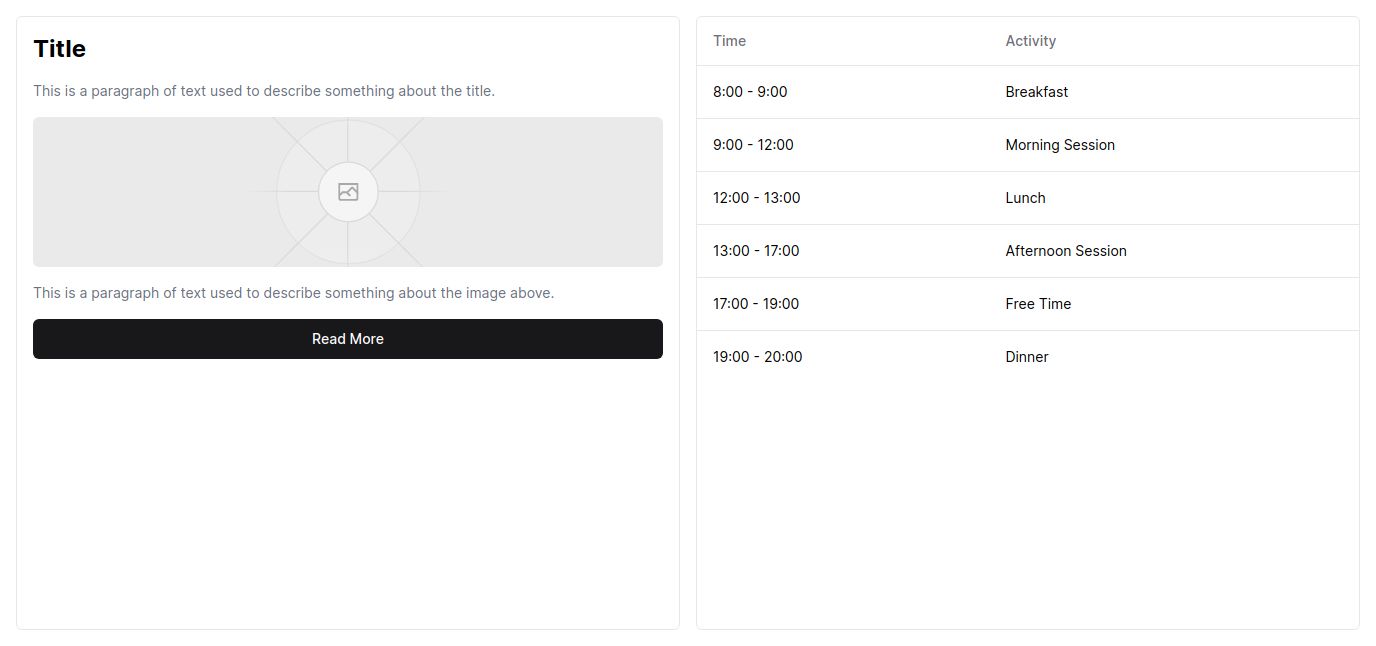 Title
This is a paragraph of text used to describe something about the title.
This is a paragraph of text used to describe something about the image above.
Read More
Time Activity
8:00 - 9:00 Breakfast
9:00 - 12:00 Morning Session
12:00 - 13:00 Lunch
13:00 - 17:00 Afternoon Session
17:00 - 19:00 Free Time
19:00 - 20:00 Dinner